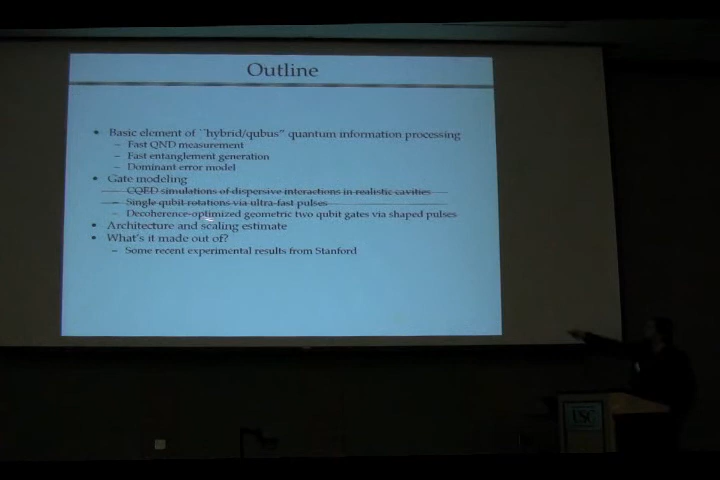 Outline
• Basic element of ``hybrid/qubus” quantum information processing
– Fast QND measurement
– Fast entanglement generation
– Dominant error model
• Gate modeling
– CQED simulations of dispersive interactions in realistic cavities
– Single qubit rotations via ultra-fast pulses
– Decoherence-optimized geometric two qubit gates via shaped pulses
• Architecture and scaling estimate
• What's it made out of?
– Some recent experimental results from Stanford
USC